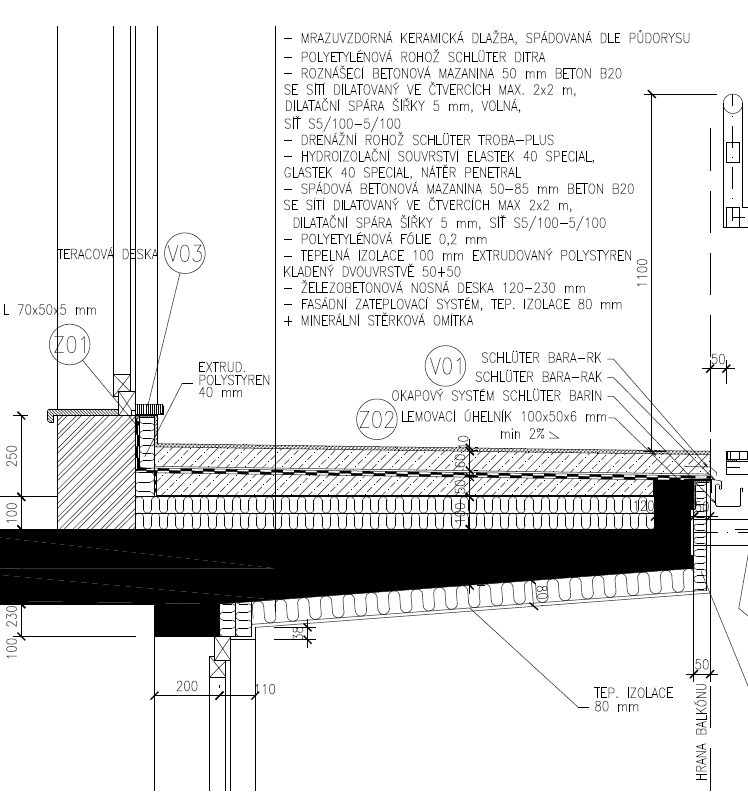 – MRAZUVZDORNÁ KERAMICKÁ DLAŽBA, SPÁDOVANÁ DLE PŮDORYSU
– POLYETYLÉNOVÁ ROHOŽ SCHLÜTER DITRA
– ROZNÁŠECÍ BETONOVÁ MAZANINA 50 mm BETON B20
SE SÍTÍ DILATOVANÝ VE ČTVERCÍCH MAX. 2x2 m,
DILATAČNÍ SPÁRA ŠÍŘKY 5 mm, VOLNÁ,
SÍŤ S5/100–5/100
– DRENÁŽNÍ ROHOŽ SCHLÜTER TROBA–PLUS
– HYDROIZOLAČNÍ SOUVRSTVÍ ELASTEK 40 SPECIAL,
GLASTEK 40 SPECIAL, NÁTĚR PENETRAL
– SPÁDOVÁ BETONOVÁ MAZANINA 50–85 mm BETON B20
SE SÍTÍ DILATOVANÝ VE ČTVERCÍCH MAX 2x2 m,
DILATAČNÍ SPÁRA ŠÍŘKY 5 mm, SÍŤ S5/100–5/100
– POLYETYLÉNOVÁ FÓLIE 0,2 mm
– TEPELNÁ IZOLACE 100 mm EXTRUDOVANÝ POLYSTYREN
KLADENÝ DVOUVRSTVĚ 50+50
– ŽELEZOBETONOVÁ NOSNÁ DESKA 120–230 mm
– FASÁDNÍ ZATEPLOVACÍ SYSTÉM, TEP. IZOLACE 80 mm
+ MINERÁLNÍ STĚRKOVÁ OMÍTKA
TERACOVÁ DESKA
V03
L 70x50x5 mm
Z01
EXTRUD.
POLYSTYREN
40 mm
1100
50
V01
SCHLÜTER BARA–RK
SCHLÜTER BARA–RAK
OKAPOVÝ SYSTÉM SCHLÜTER BARIN
Z02
LEMOVACÍ ÚHELNÍK 100x50x6 mm
min 2%
250
100
230
100
10
50
100
120
80
38
200
110
50
TEP. IZOLACE
80 mm
HRANA BALKÓNU